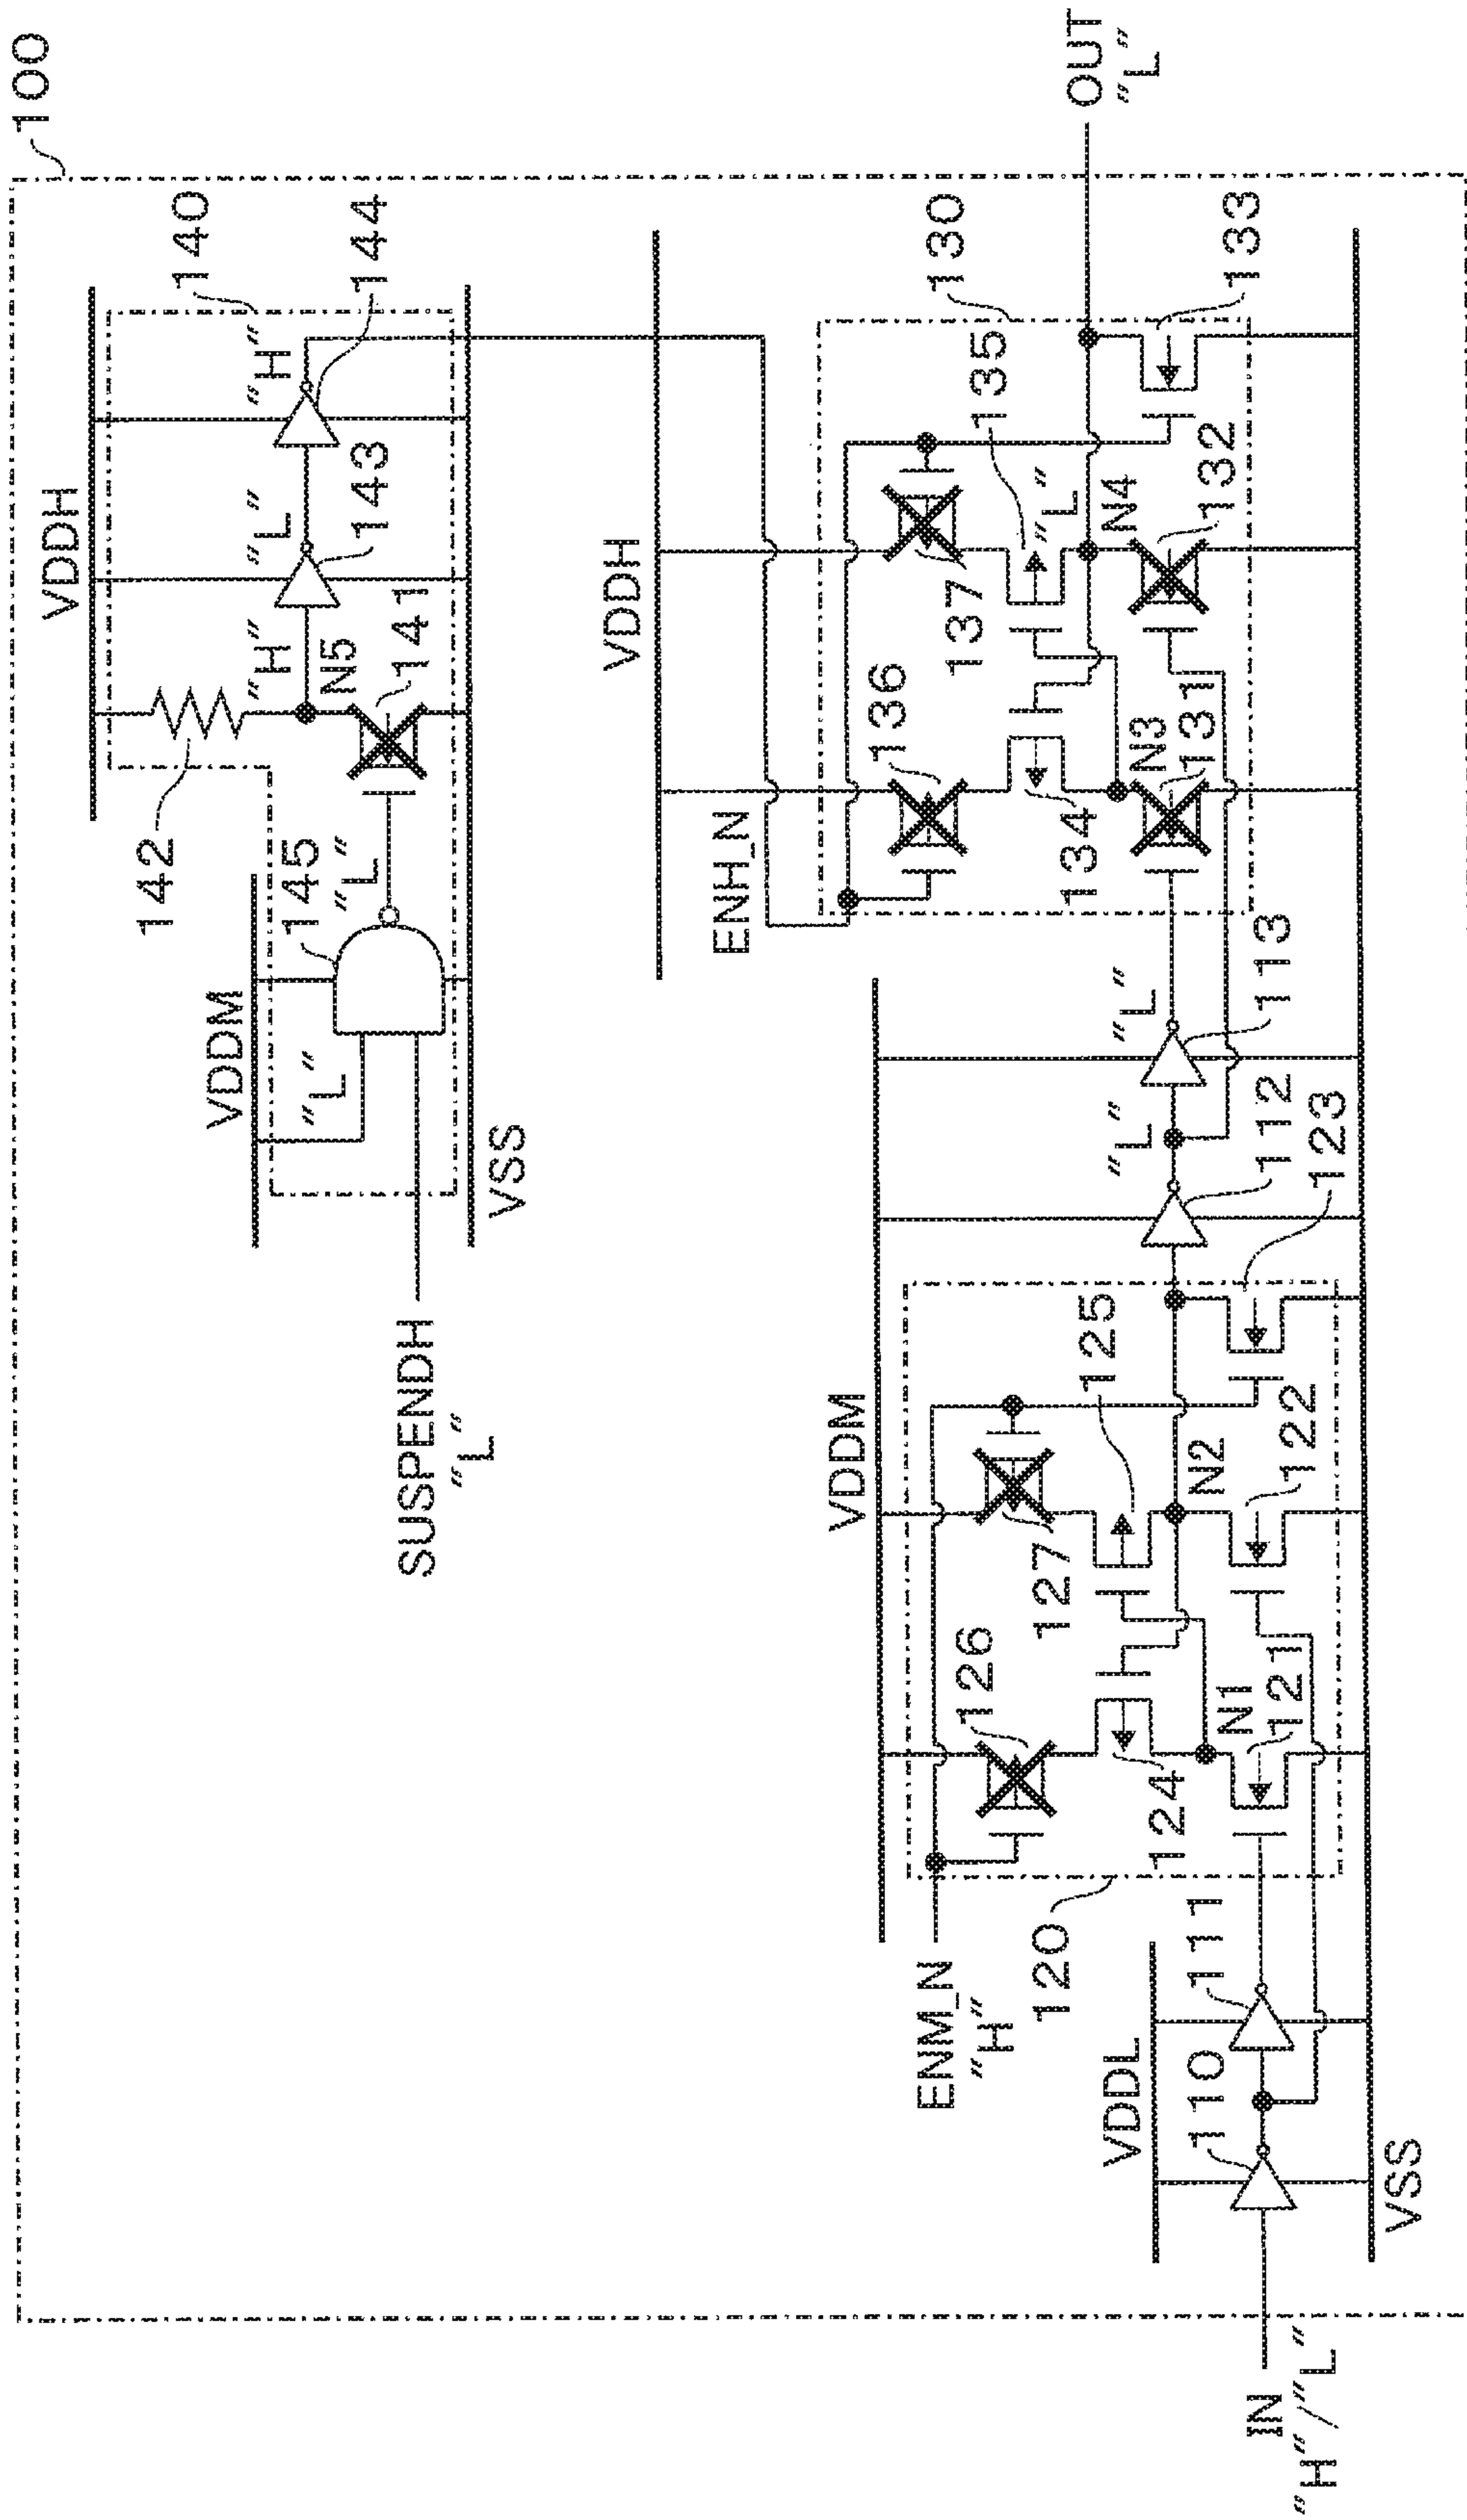 100
140
144
VDDH
"H"
"L"
143
"H"
N5
141
142
145
"L"
VDDM
"L"
VSS
SUSPENDH
"L"
OUT
"L"
130
133
135
VDDH
"L"
N4
132
137
136
N3
131
134
ENH_N
"L"
113
"L"
112
123
VDDM
125
N2
122
127
126
N1
121
124
120
ENM_N
"H"
111
VDDL
110
VSS
IN
"H"/"L"